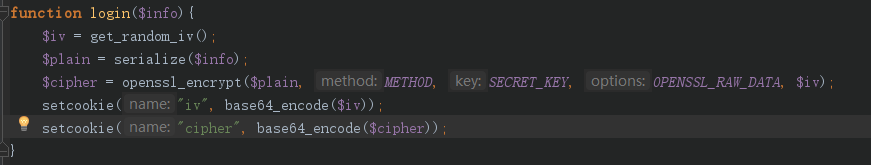 function login($info){
$iv = get_random_iv();
$plain = serialize($info);
$cipher = openssl_encrypt($plain, method: METHOD, key: SECRET_KEY, options: OPENSSL_RAW_DATA, $iv);
setcookie( name: "iv", base64_encode($iv));
setcookie( name: "cipher", base64_encode($cipher));
}